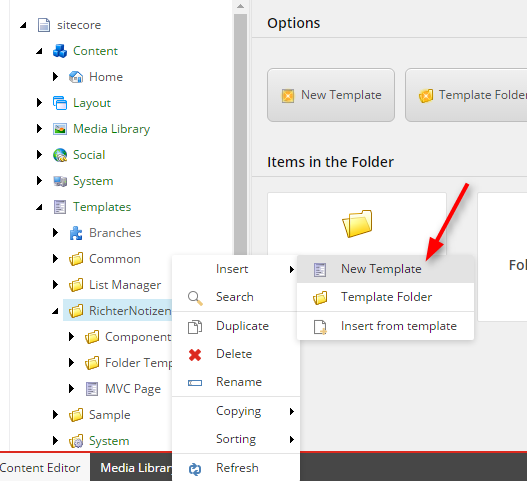 sitecore
Content
Home
Layout
Media Library
Social
System
Templates
Branches
Common
List Manager
RichterNotizen
Component
Folder Temp
MVC Page
Sample
System
Content Editor
Media Library
Options
New Template
Template Folder
Items in the Folder
Fol
Insert
Search
Duplicate
Delete
Rename
Copying
Sorting
Refresh
New Template
Template Folder
Insert from template